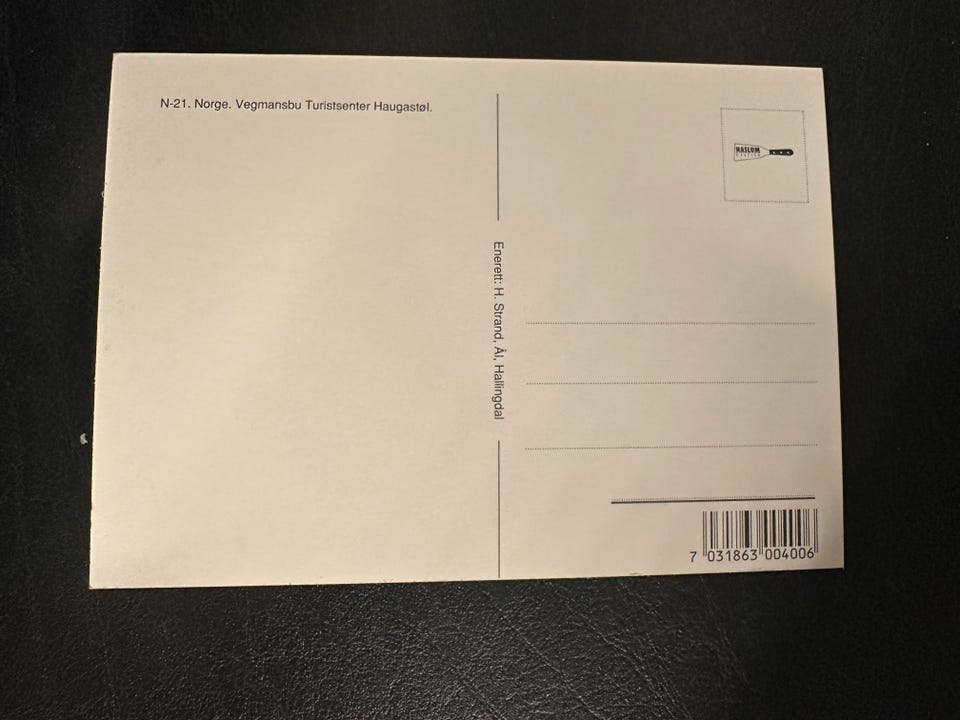 N-21. Norge. Vegmansbu Turistsenter Haugastøl.
Enerett: H. Strand, Ål, Hallingdal
HASLUM
7 031863 004006